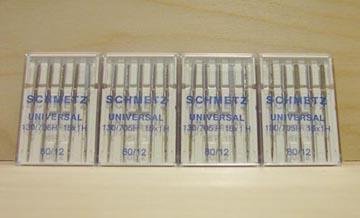 SCHMETZ SCHMETZ SCHMETZ SCHMETZ
UNIVERSAL UNIVERSAL UNIVERSAL UNIVERSAL
130/705H 15x1H 130/705H 15x1H 130/705H 15x1H 130/705H 15x1H
80/12 80/12 80/12 80/12